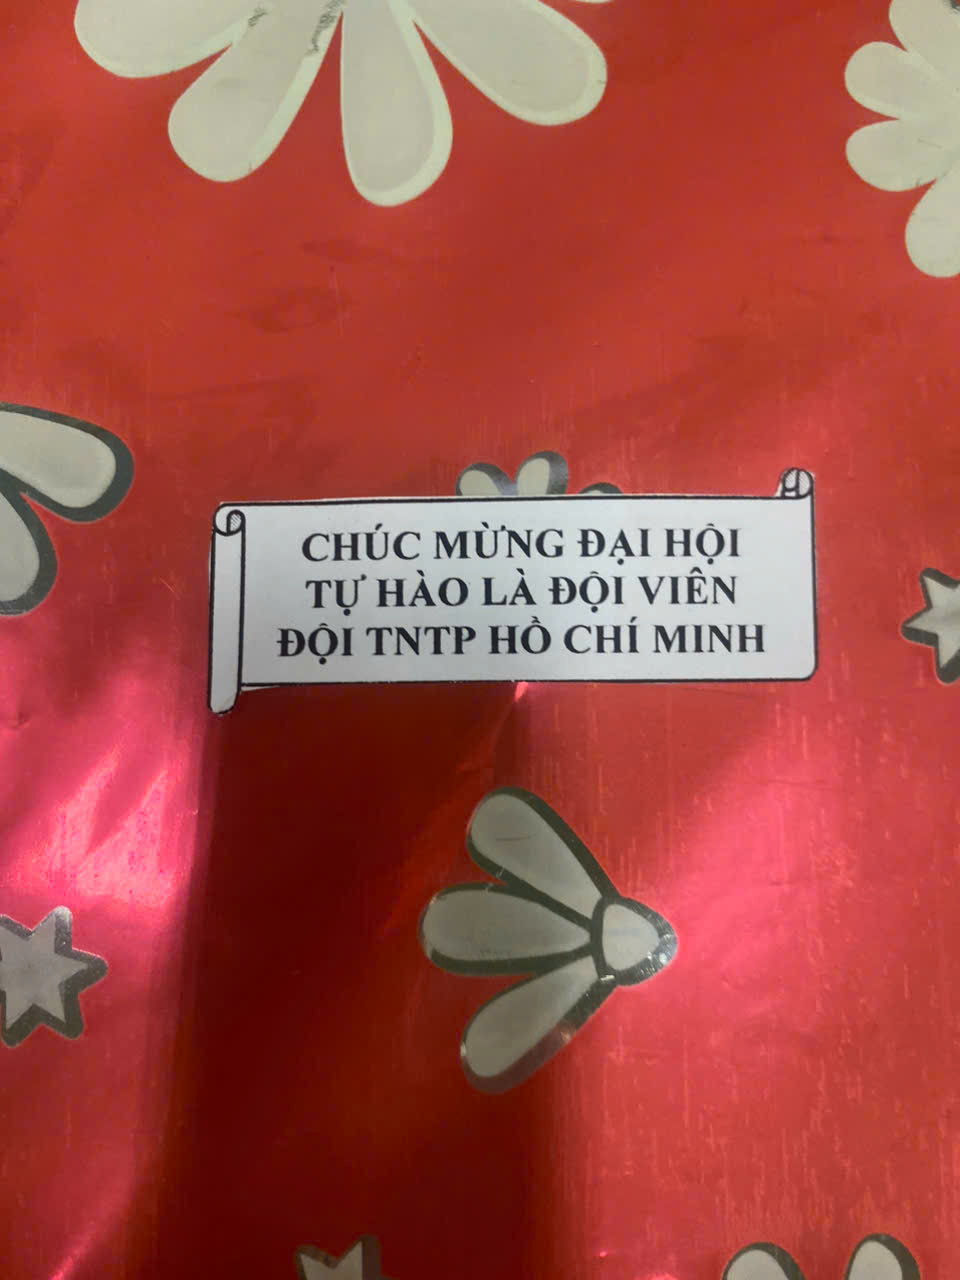 CHÚC MỪNG ĐẠI HỘI
TỰ HÀO LÀ ĐỘI VIÊN
ĐỘI TNTP HỒ CHÍ MINH